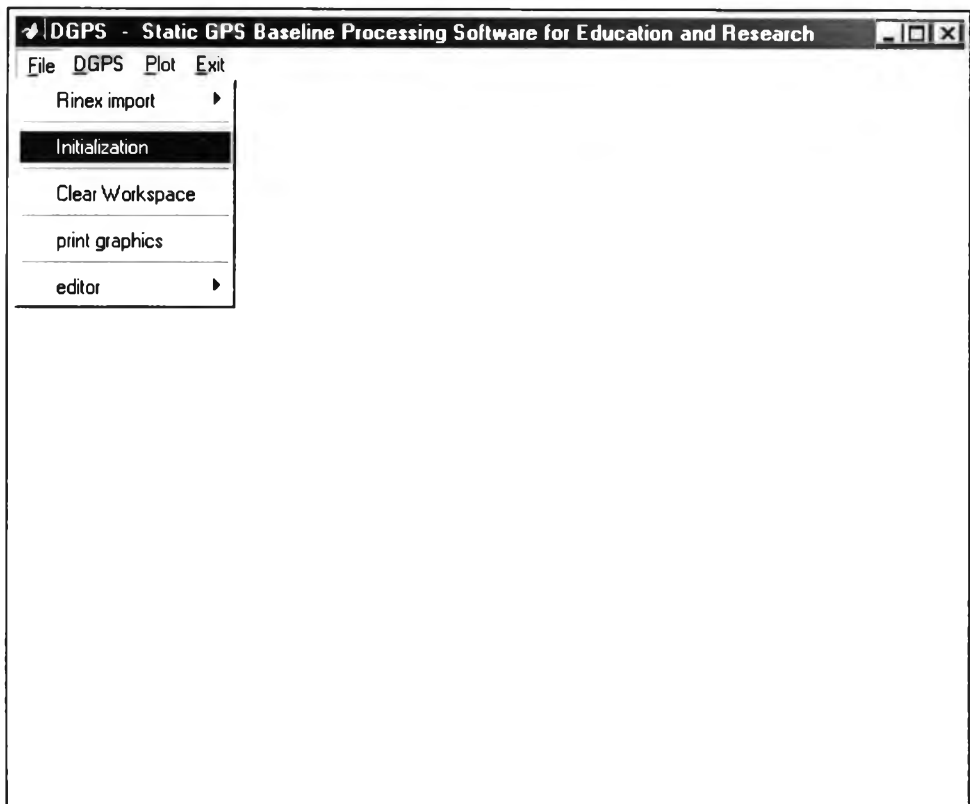 DGPS - Static GPS Baseline Processing Software for Education and Research
File DGPS Plot Exit
Rinex import
Initialization
Clear Workspace
print graphics
editor